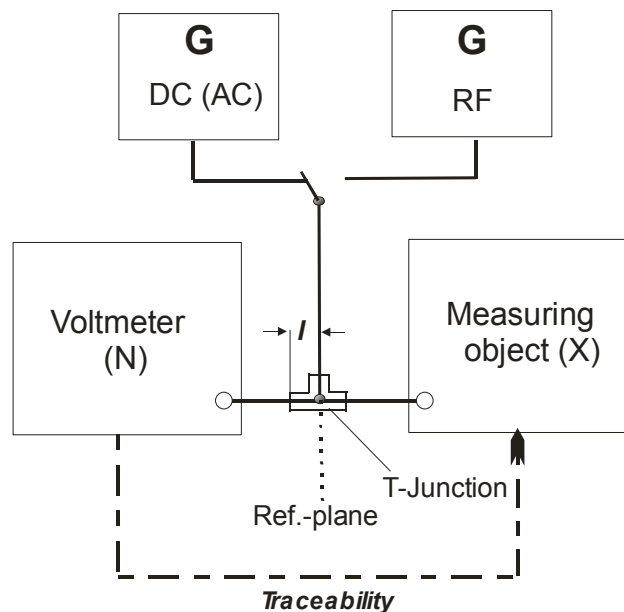 G
DC (AC)
G
RF
Voltmeter
(N)
l
Measuring
object (X)
T-Junction
Ref.-plane
Traceability